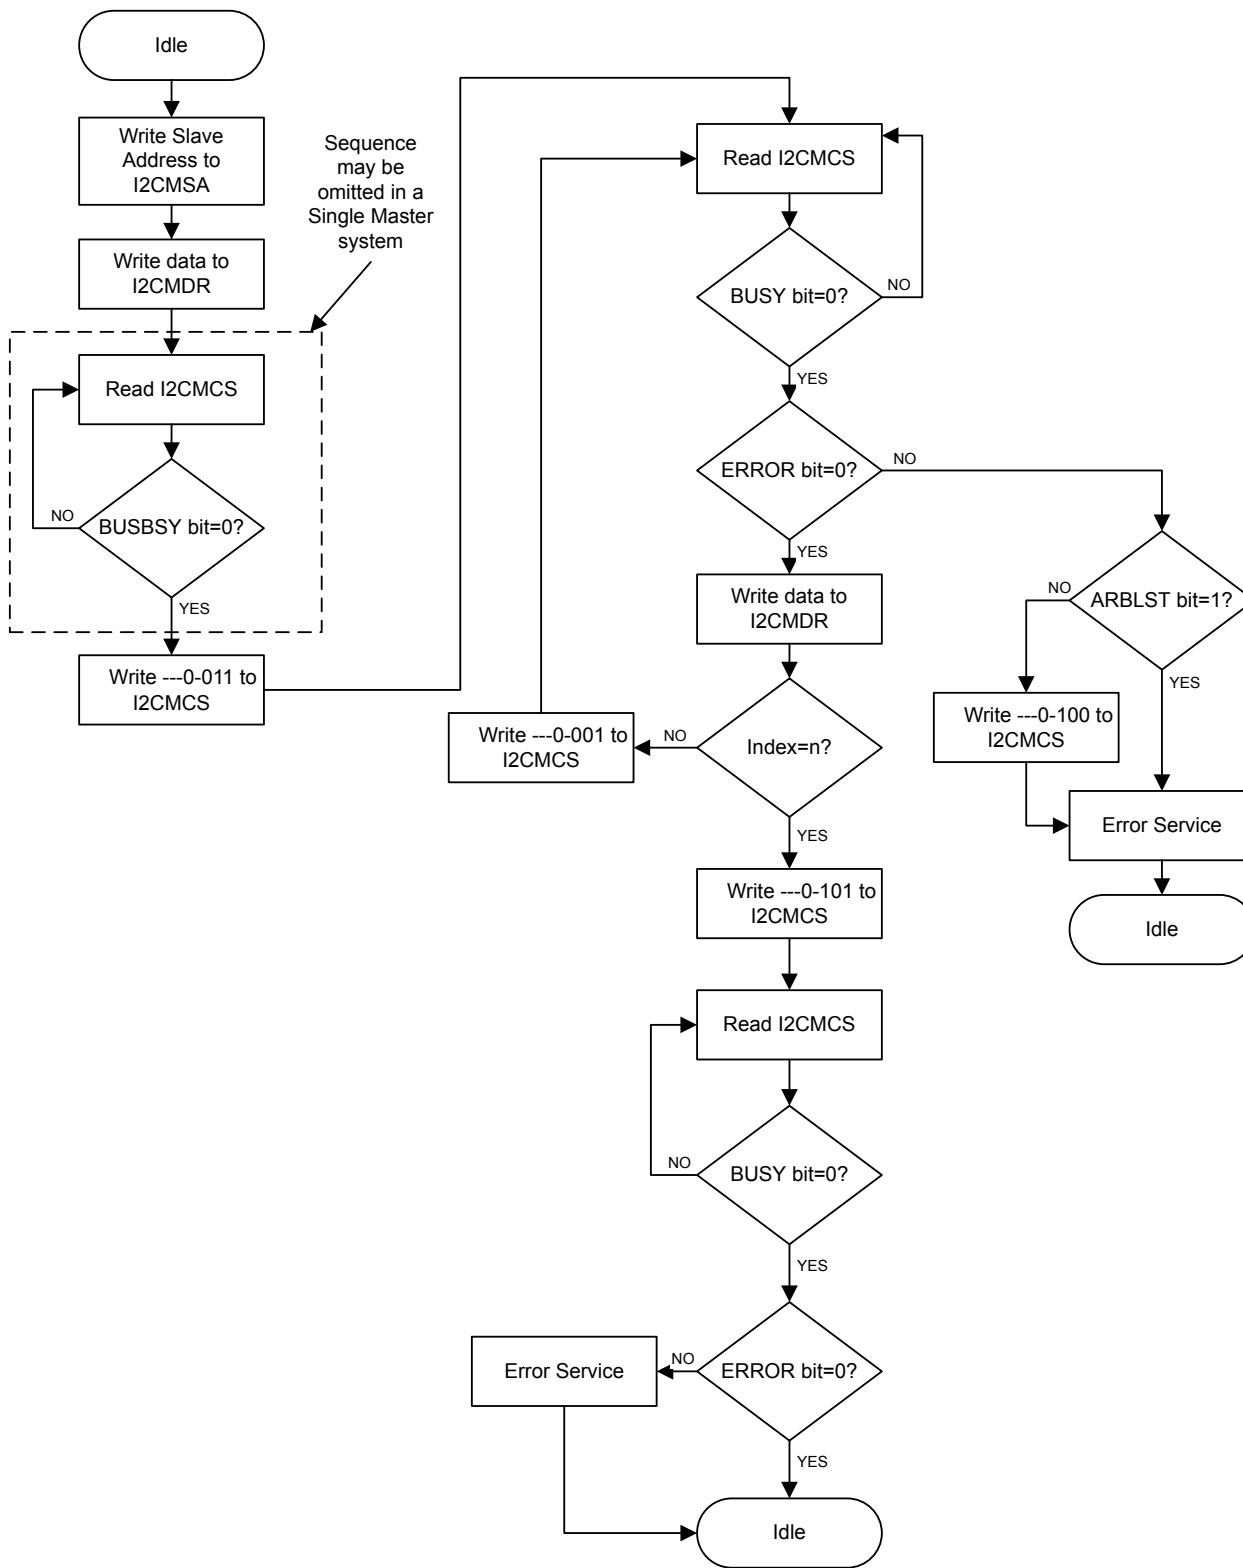 Idle
Write Slave
Address to
I2CMSA
Write data to
I2CMDR
Sequence
may be
omitted in a
Single Master
system
Read I2CMCS
BUSBSY bit=0?
NO
YES
Write ---0-011 to
I2CMCS
Read I2CMCS
BUSY bit=0?
NO
YES
ERROR bit=0?
NO
YES
Write data to
I2CMDR
Index=n?
NO
Write ---0-001 to
I2CMCS
YES
ARBLST bit=1?
NO
YES
Write ---0-100 to
I2CMCS
Error Service
Idle
Write ---0-101 to
I2CMCS
Read I2CMCS
BUSY bit=0?
NO
YES
ERROR bit=0?
NO
Error Service
YES
Idle